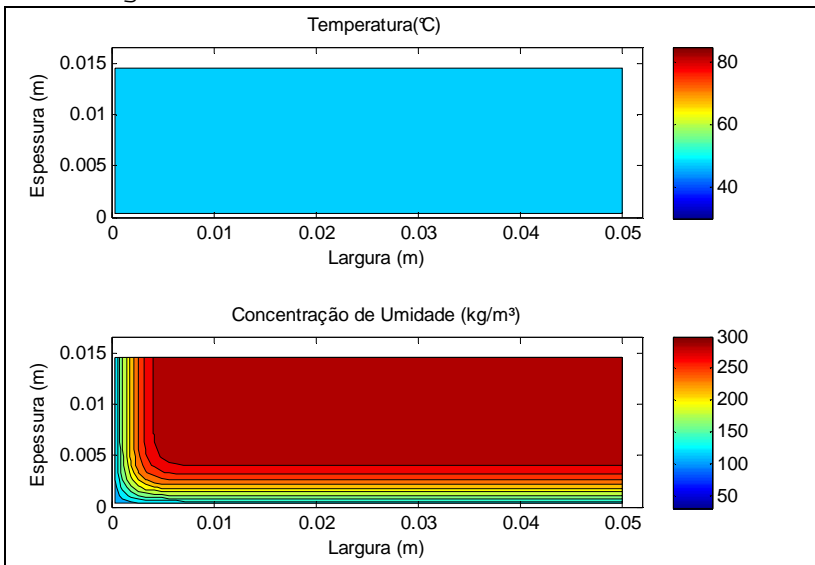 Temperatura(°C)
Espessura (m)
0.015
0.01
0.005
0
0 0.01 0.02 0.03 0.04 0.05
Largura (m)
80
60
40
Concentração de Umidade (kg/m³)
Espessura (m)
0.015
0.01
0.005
0
0 0.01 0.02 0.03 0.04 0.05
Largura (m)
300
250
200
150
100
50